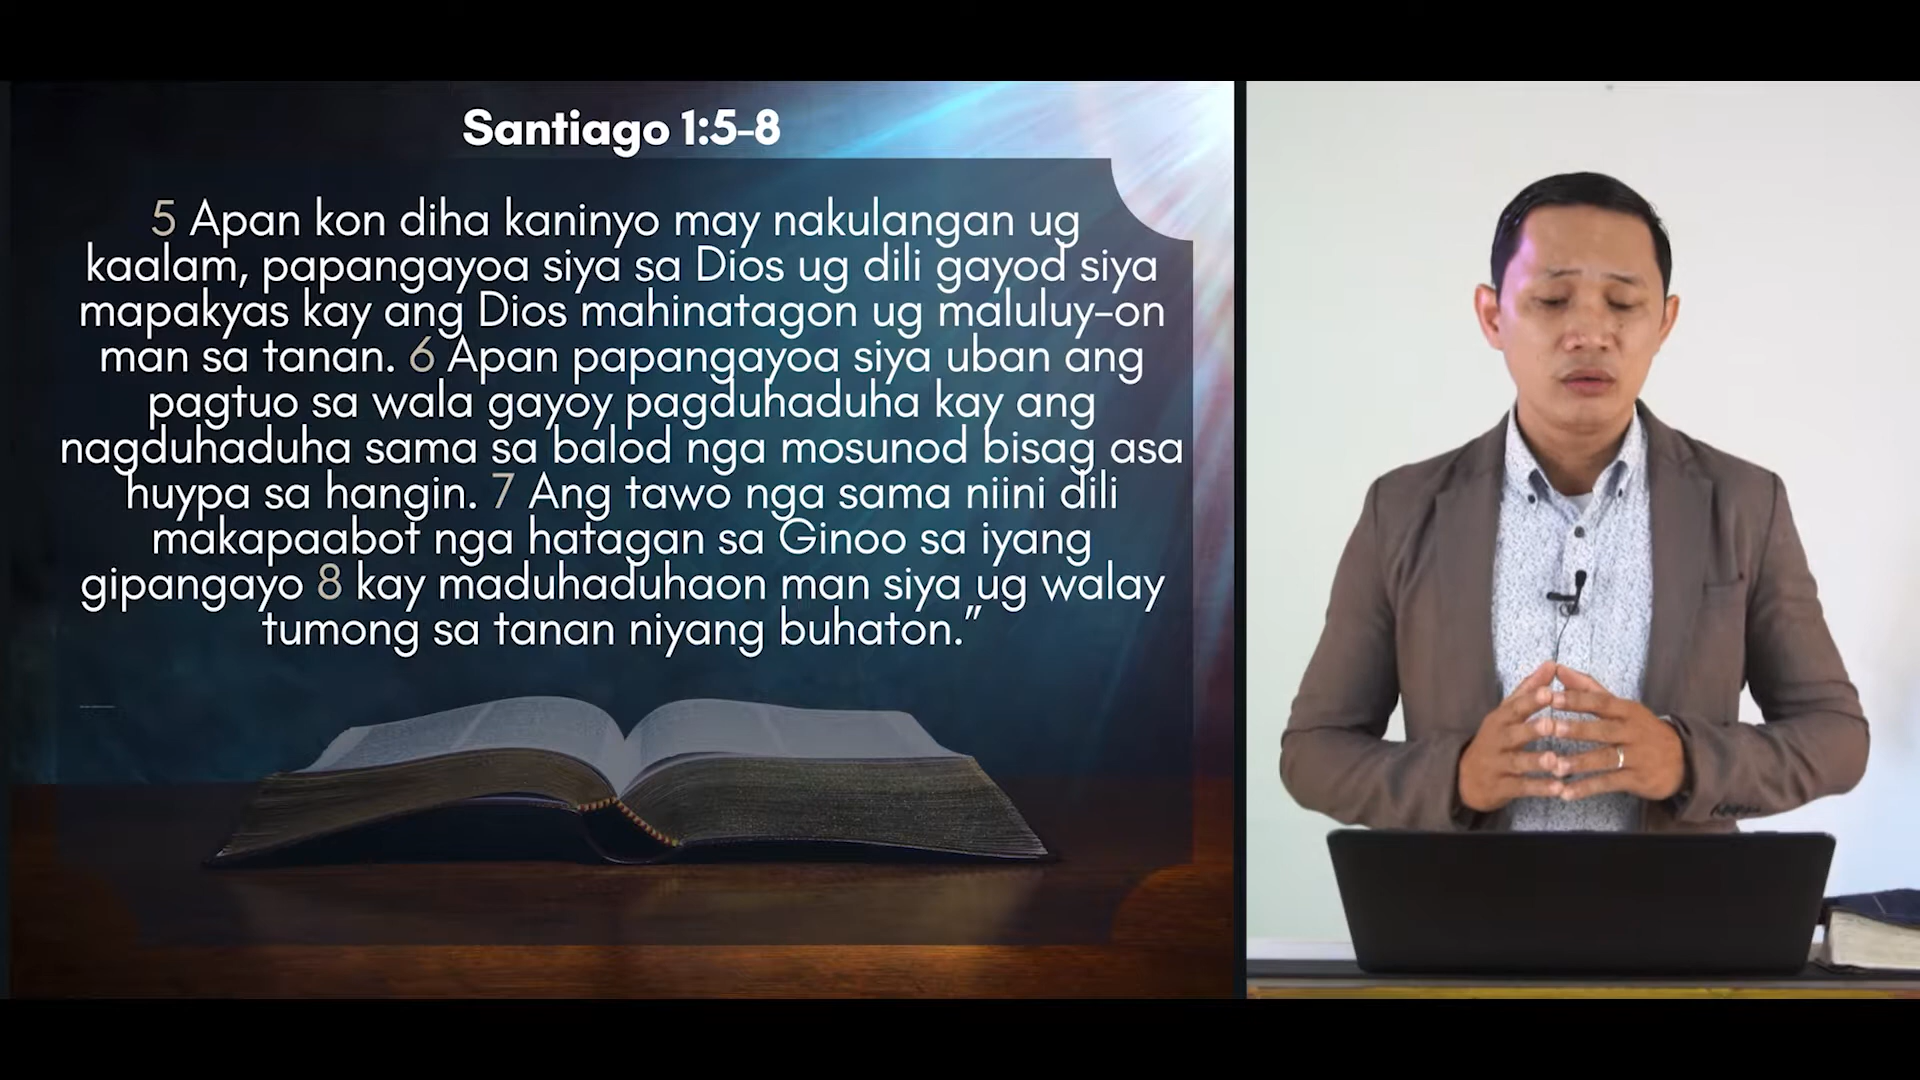 Santiago 1:5-8
5 Apan kon diha kaninyo may nakulangan ug
kaalam, papangayoa siya sa Dios ug dili gayod siya
mapakyas kay ang Dios mahinatagon ug maluluy-on
man sa tanan. 6 Apan papangayoa siya uban ang
pagtuo sa wala gayoy pagduhaduha kay ang
nagduhaduha sama sa balod nga mosunod bisag asa
huypa sa hangin. 7 Ang tawo nga sama niini dili
makapaabot nga hatagan sa Ginoo sa iyang
gipangayo 8 kay maduhaduhaon man siya ug walay
tumong sa tanan niyang buhaton.”